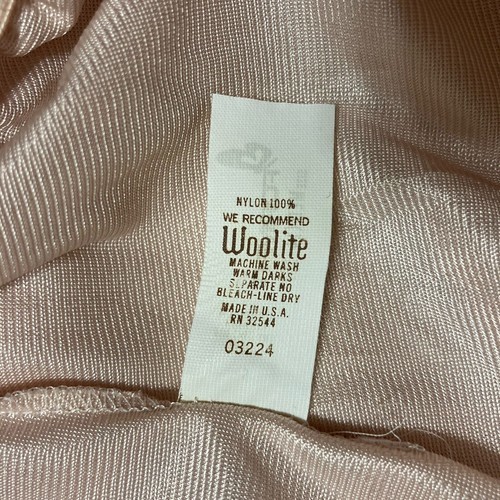 NYLON 100%
WE RECOMMEND
Woolite
MACHINE WASH
WARM DARKS
SEPARATE NO
BLEACH-LINE DRY
MADE IN U.S.A.
RN 32544
03224